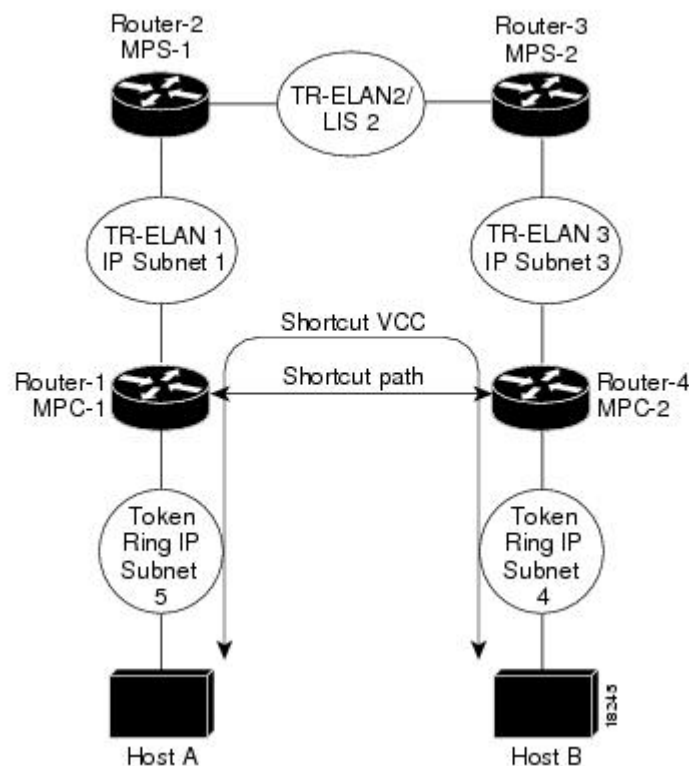 Router-2
MPS-1
Router-3
MPS-2
TR-ELAN2/
LIS 2
TR-ELAN 1
IP Subnet 1
TR-ELAN 3
IP Subnet 3
Shortcut VCC
Router-1
MPC-1
Shortcut path
Router-4
MPC-2
Token
Ring IP
Subnet
5
Token
Ring IP
Subnet
4
18245
Host A
Host B